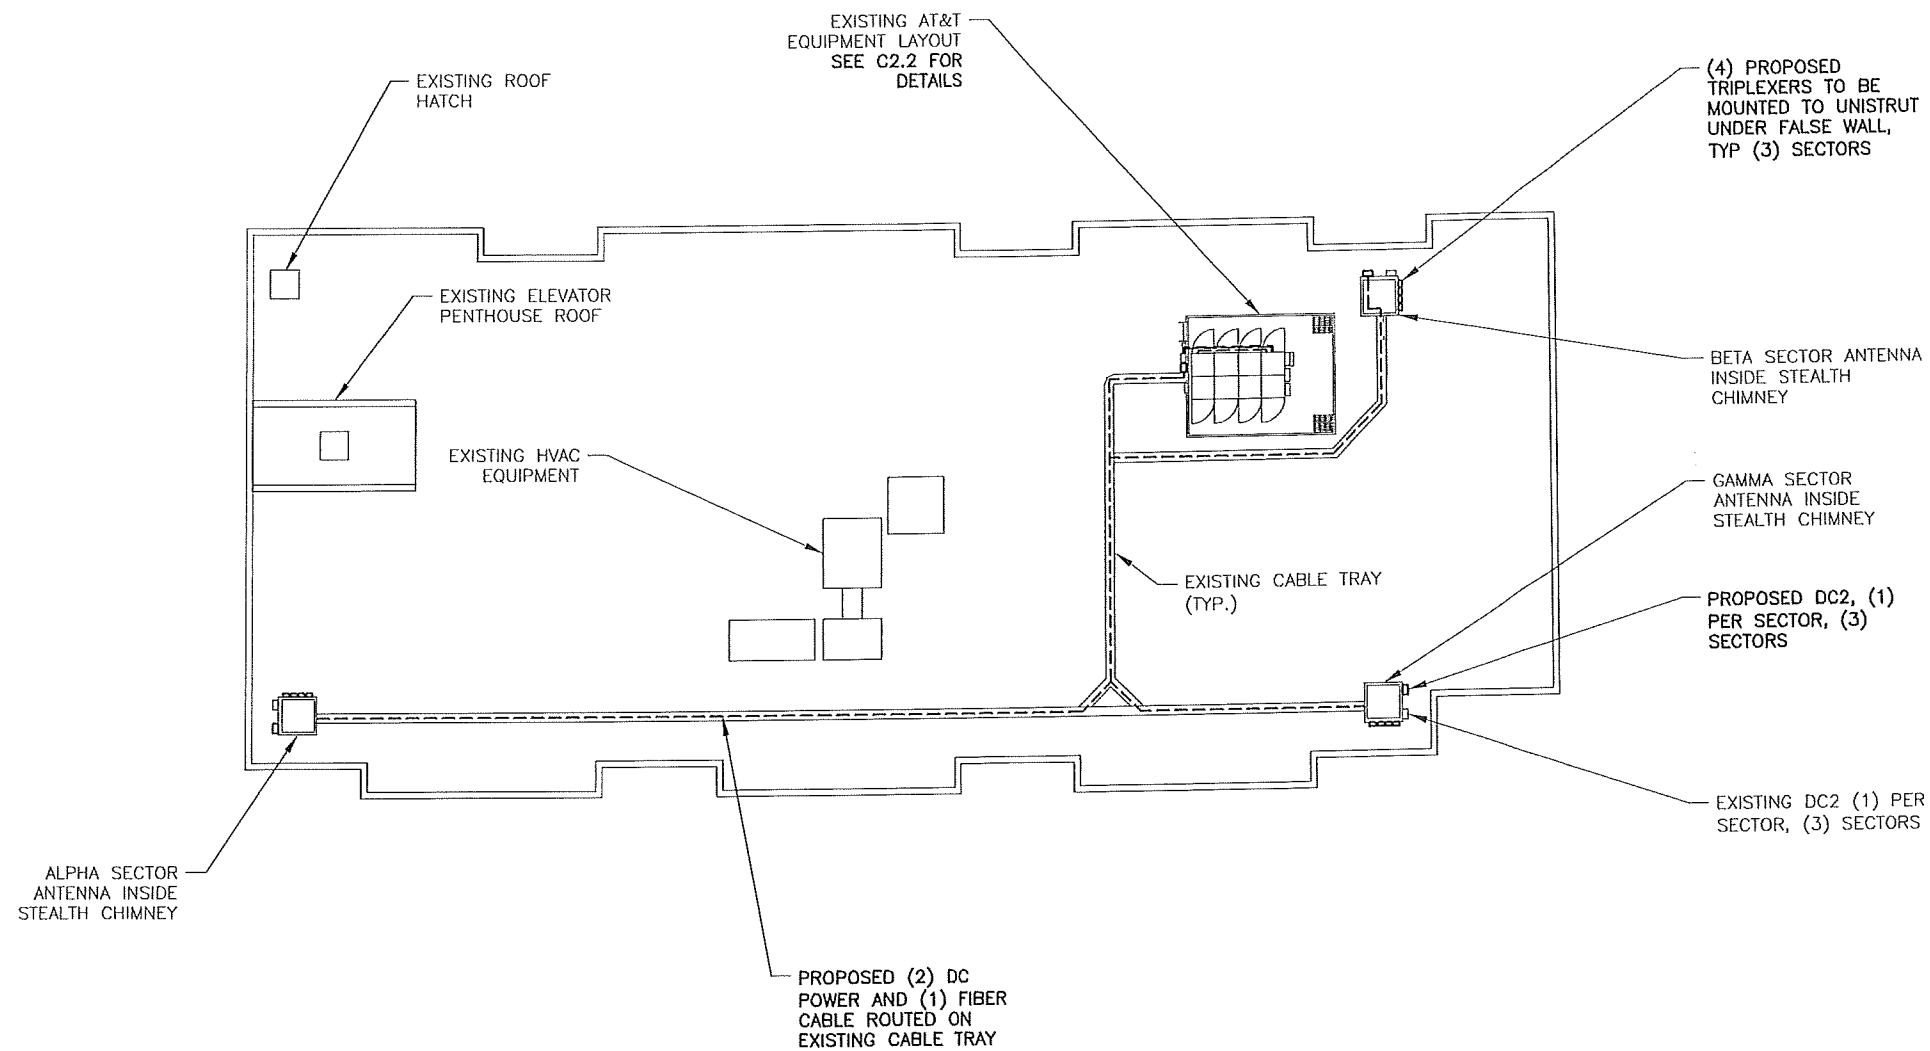 EXISTING AT&T
EQUIPMENT LAYOUT
SEE C2.2 FOR
DETAILS
EXISTING ROOF
HATCH
(4) PROPOSED
TRIPLEXERS TO BE
MOUNTED TO UNISTRUT
UNDER FALSE WALL,
TYP (3) SECTORS
EXISTING ELEVATOR
PENTHOUSE ROOF
BETA SECTOR ANTENNA
INSIDE STEALTH
CHIMNEY
EXISTING HVAC
EQUIPMENT
GAMMA SECTOR
ANTENNA INSIDE
STEALTH CHIMNEY
EXISTING CABLE TRAY
(TYP.)
PROPOSED DC2, (1)
PER SECTOR, (3)
SECTORS
EXISTING DC2 (1) PER
SECTOR, (3) SECTORS
ALPHA SECTOR
ANTENNA INSIDE
STEALTH CHIMNEY
PROPOSED (2) DC
POWER AND (1) FIBER
CABLE ROUTED ON
EXISTING CABLE TRAY